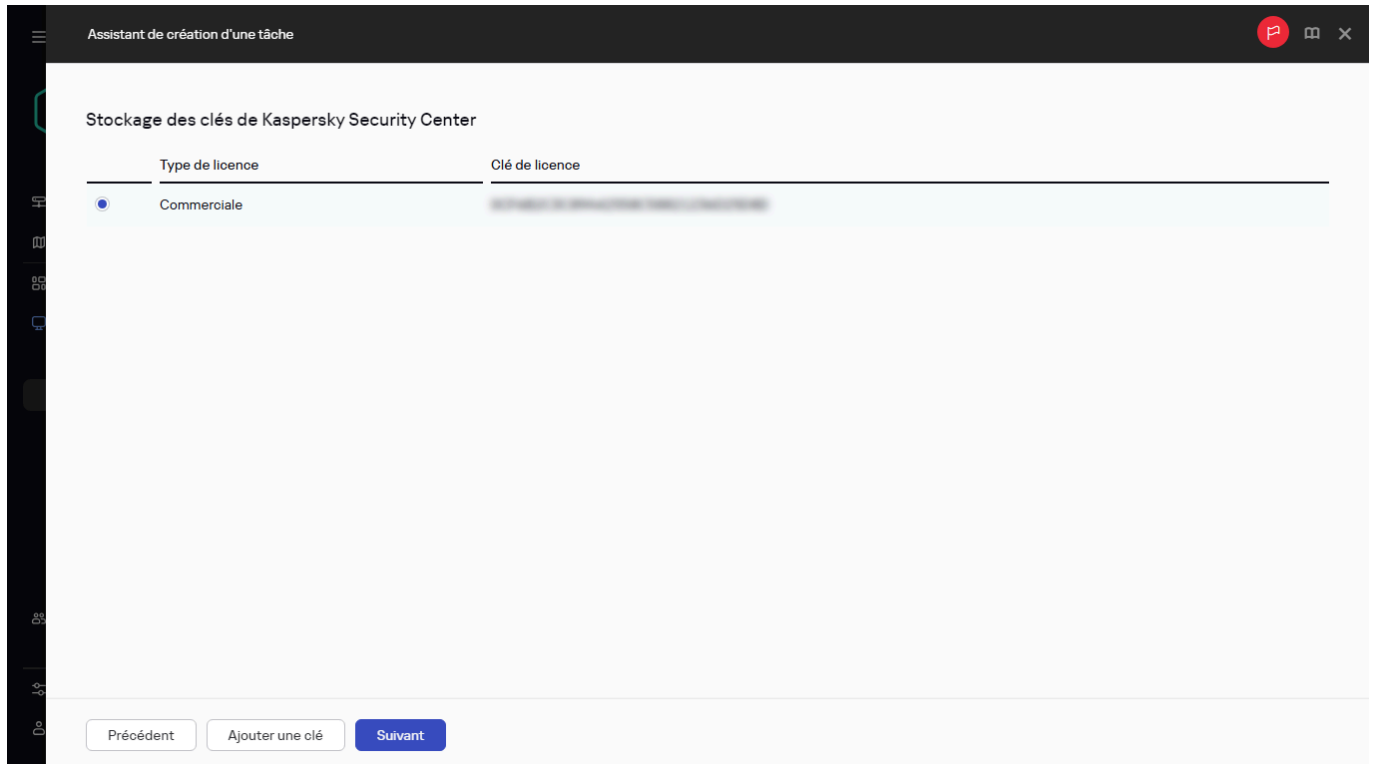 Assistant de création d'une tâche
Stockage des clés de Kaspersky Security Center
Type de licence Clé de licence
Commerciale
Précédent Ajouter une clé Suivant